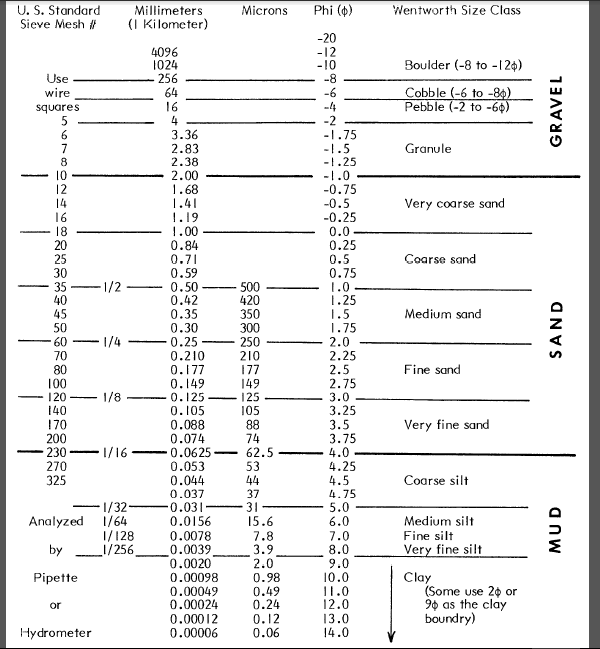 U. S. Standard Millimeters Microns Phi (ϕ) Wentworth Size Class
Sieve Mesh # (1 Kilometer)
-20
4096 -12
1024 -10 Boulder (-8 to -12ϕ)
Use 256 -8
wire 64 -6 Cobble (-6 to -8ϕ)
squares 16 -4 Pebble (-2 to -6ϕ)
5 4 -2
6 3.36 -1.75
7 2.83 -1.5 Granule
8 2.38 -1.25
10 2.00 -1.0
12 1.68 -0.75
14 1.41 -0.5 Very coarse sand
16 1.19 -0.25
18 1.00 0.0
20 0.84 0.25
25 0.71 0.5 Coarse sand
30 0.59 0.75
35 1/2 0.50 500 1.0
40 0.42 420 1.25
45 0.35 350 1.5 Medium sand
50 0.30 300 1.75
60 1/4 0.25 250 2.0
70 0.210 210 2.25
80 0.177 177 2.5 Fine sand
100 0.149 149 2.75
120 1/8 0.125 125 3.0
140 0.105 105 3.25
170 0.088 88 3.5 Very fine sand
200 0.074 74 3.75
230 1/16 0.0625 62.5 4.0
270 0.053 53 4.25
325 0.044 44 4.5 Coarse silt
0.037 37 4.75
1/32 0.031 31 5.0
Analyzed 1/64 0.0156 15.6 6.0 Medium silt
1/128 0.0078 7.8 7.0 Fine silt
by 1/256 0.0039 3.9 8.0 Very fine silt
0.0020 2.0 9.0
Pipette 0.00098 0.98 10.0 Clay
0.00049 0.49 11.0 (Some use 2ϕ or
or 0.00024 0.24 12.0 9ϕ as the clay
0.00012 0.12 13.0 boundry)
Hydrometer 0.00006 0.06 14.0
GRAVEL
SAND
MUD